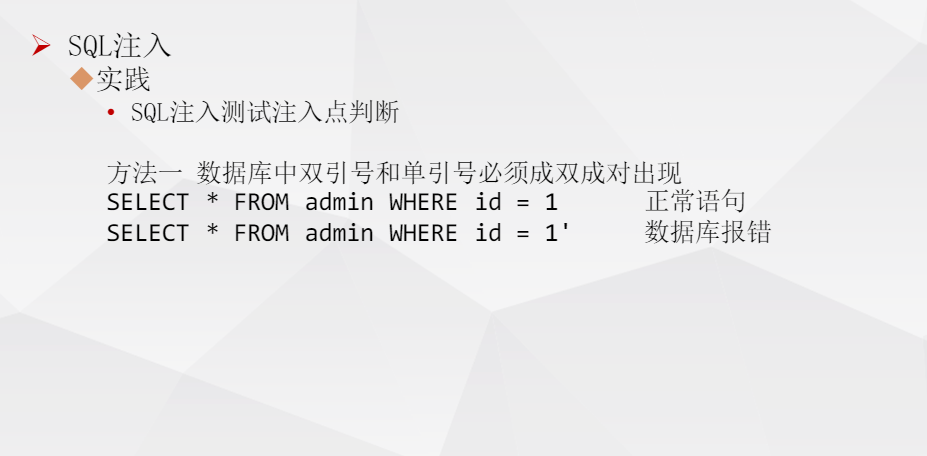 SQL注入
实践
SQL注入测试注入点判断
方法一 数据库中双引号和单引号必须成双成对出现
SELECT * FROM admin WHERE id = 1 正常语句
SELECT * FROM admin WHERE id = 1' 数据库报错